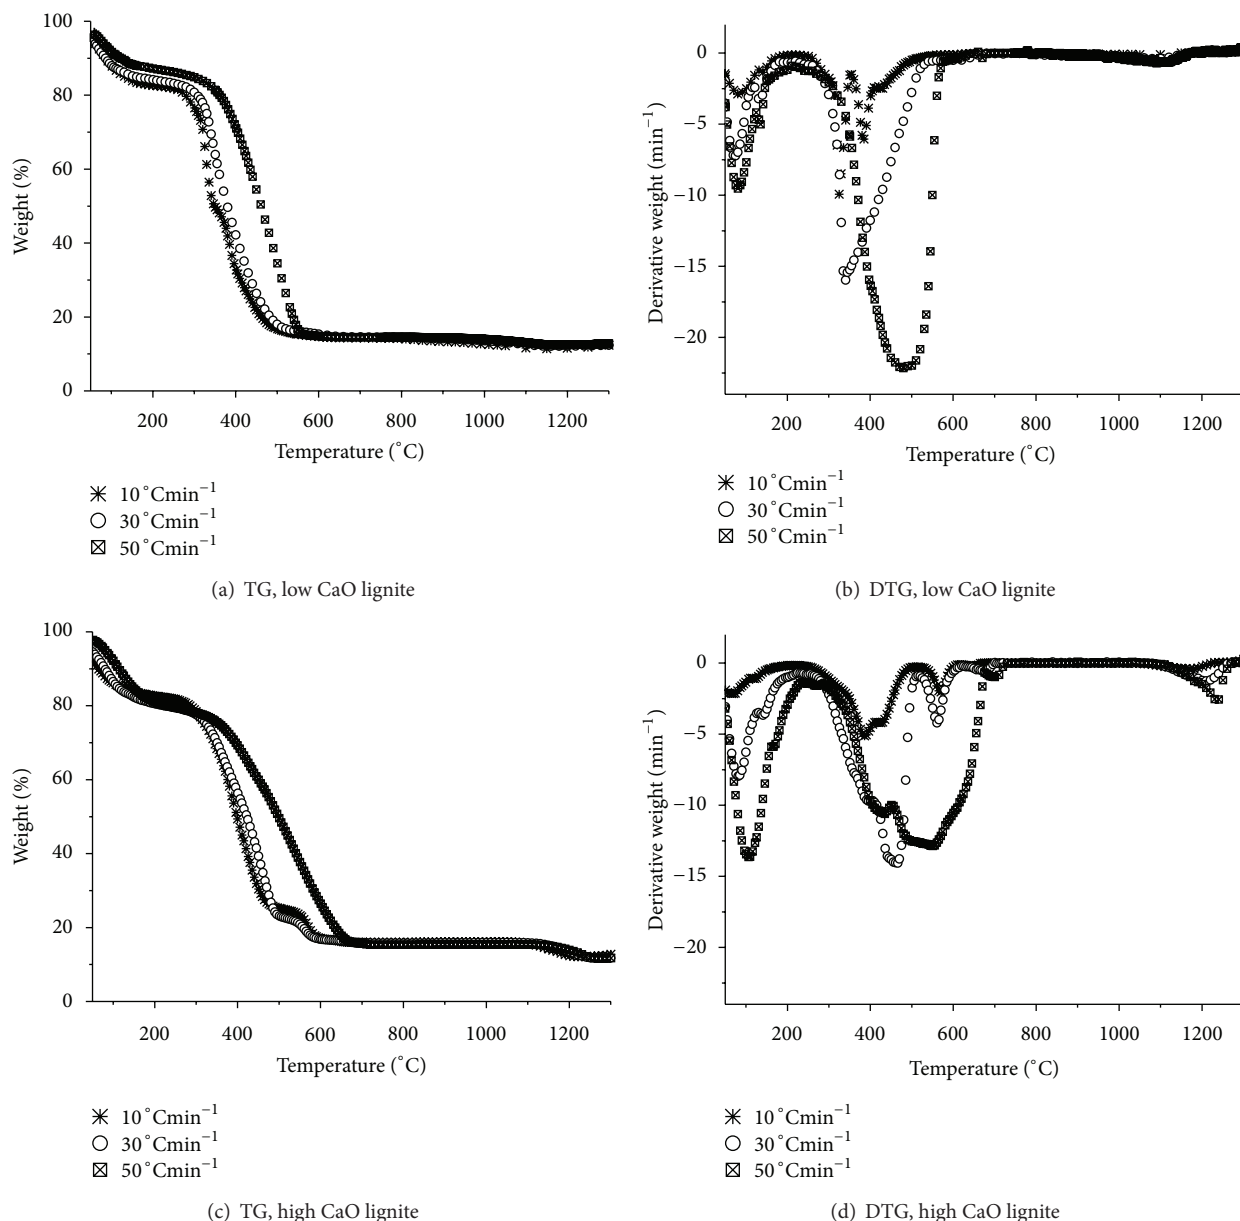 100
80
60
40
20
0
Weight (%)
200 400 600 800 1000 1200
Temperature (°C)
10°Cmin⁻¹
30°Cmin⁻¹
50°Cmin⁻¹
(a) TG, low CaO lignite
0
−5
−10
−15
−20
Derivative weight (min⁻¹)
200 400 600 800 1000 1200
Temperature (°C)
10°Cmin⁻¹
30°Cmin⁻¹
50°Cmin⁻¹
(b) DTG, low CaO lignite
100
80
60
40
20
0
Weight (%)
200 400 600 800 1000 1200
Temperature (°C)
10°Cmin⁻¹
30°Cmin⁻¹
50°Cmin⁻¹
(c) TG, high CaO lignite
0
−5
−10
−15
−20
Derivative weight (min⁻¹)
200 400 600 800 1000 1200
Temperature (°C)
10°Cmin⁻¹
30°Cmin⁻¹
50°Cmin⁻¹
(d) DTG, high CaO lignite